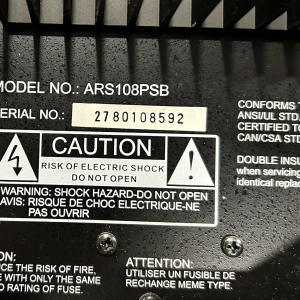 MODEL NO.: ARS108PSB
SERIAL NO.: 2780108592
CAUTION
RISK OF ELECTRIC SHOCK
DO NOT OPEN
WARNING: SHOCK HAZARD-DO NOT OPEN
AVIS: RISQUE DE CHOC ELECTRIQUE-NE
PAS OUVRIR
CONFORMS
ANSI/UL STD.
CERTIFIED TO
CAN/CSA STD
DOUBLE INSU
when servicing
identical replac
ON:
CE THE RISK OF FIRE,
E WITH ONLY THE SAME
D RATING OF FUSE.
ATTENTION:
UTILISER UN FUSIBLE DE
RECHANGE MEME TYPE.